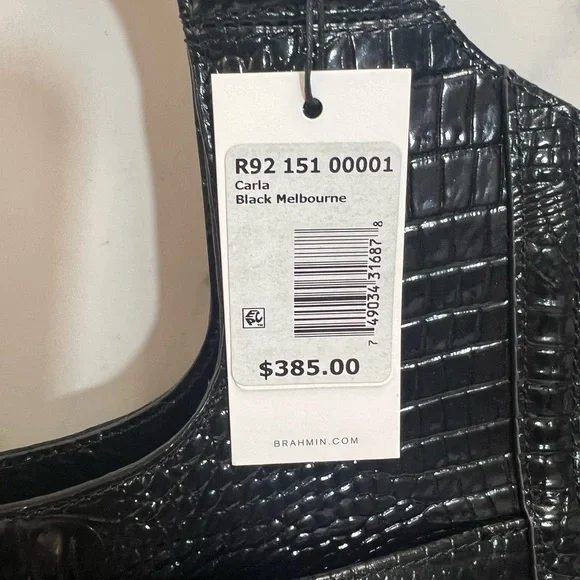 R92 151 00001
Carla
Black Melbourne
7 49034 31687 8
$385.00
BRAHMIN.COM